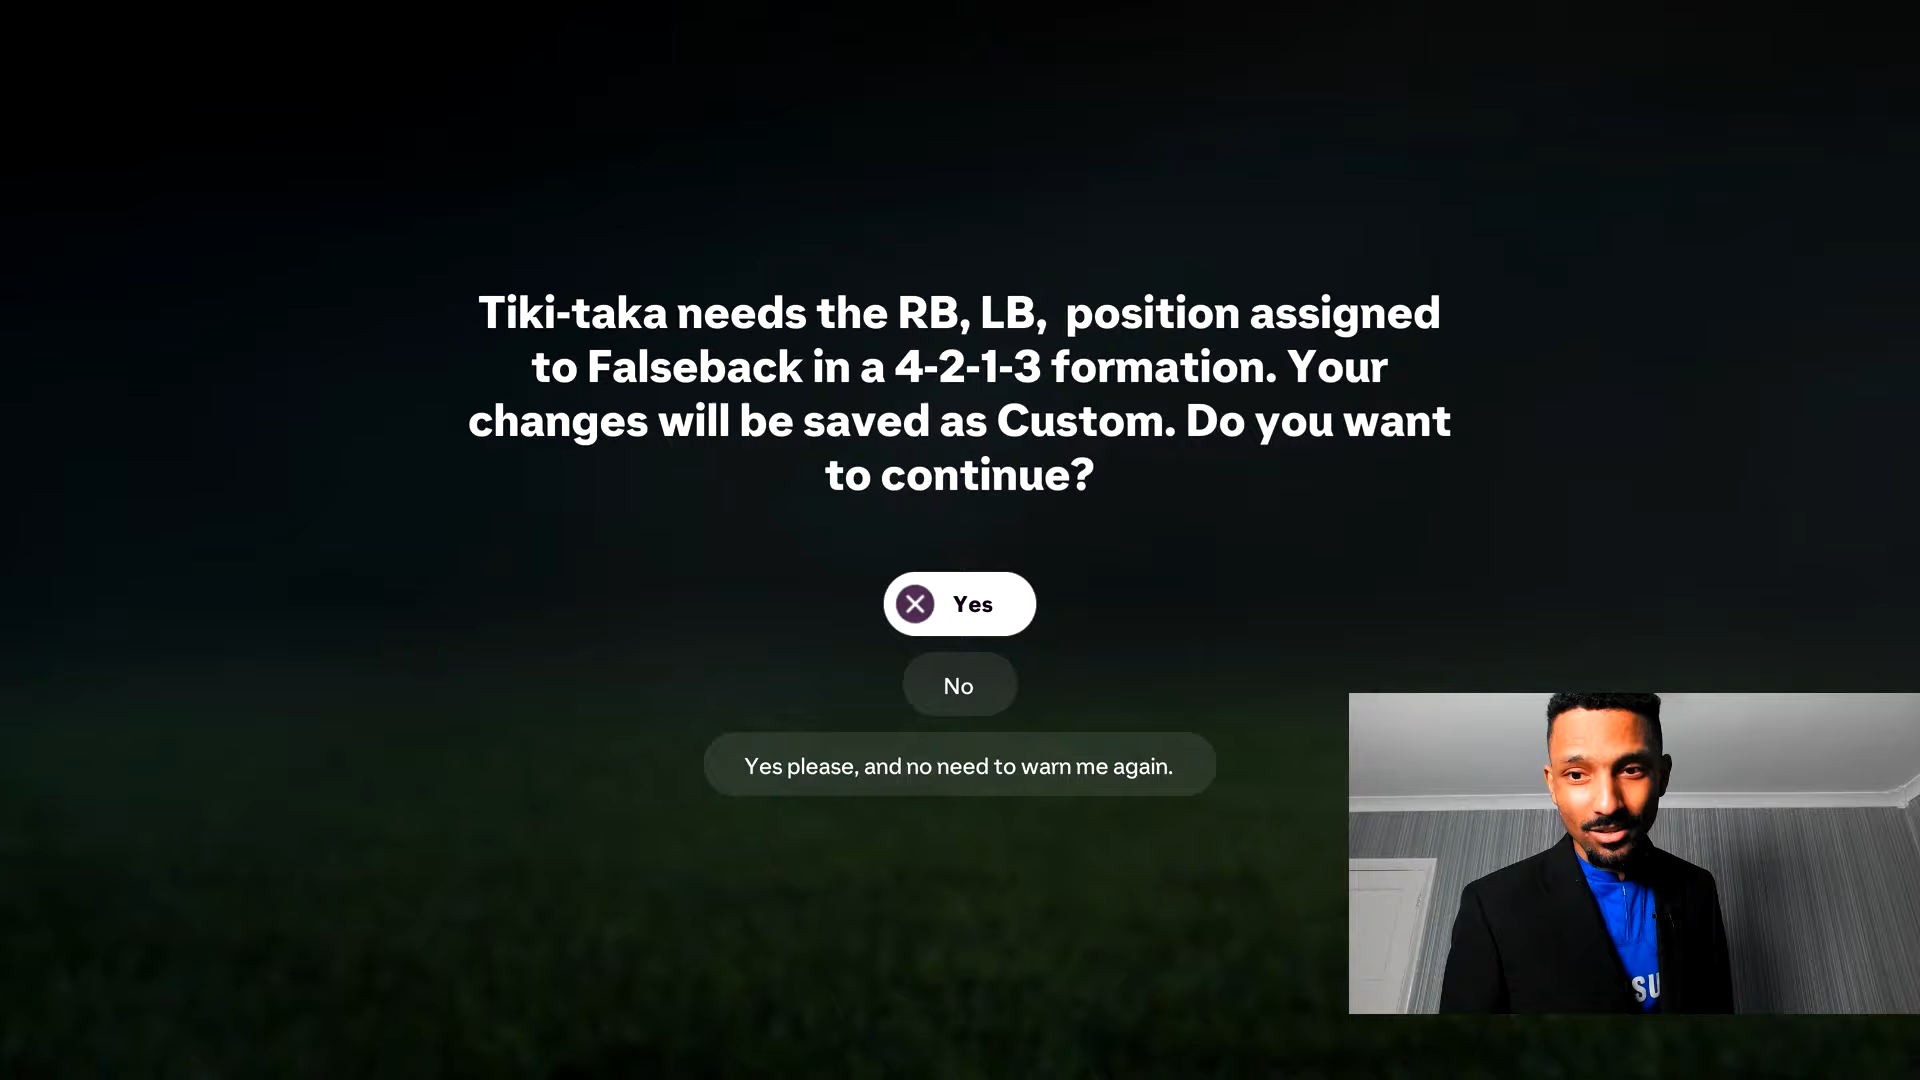 Tiki-taka needs the RB, LB,  position assigned
to Falseback in a 4-2-1-3 formation. Your
changes will be saved as Custom. Do you want
to continue?
Yes
No
Yes please, and no need to warn me again.
SU